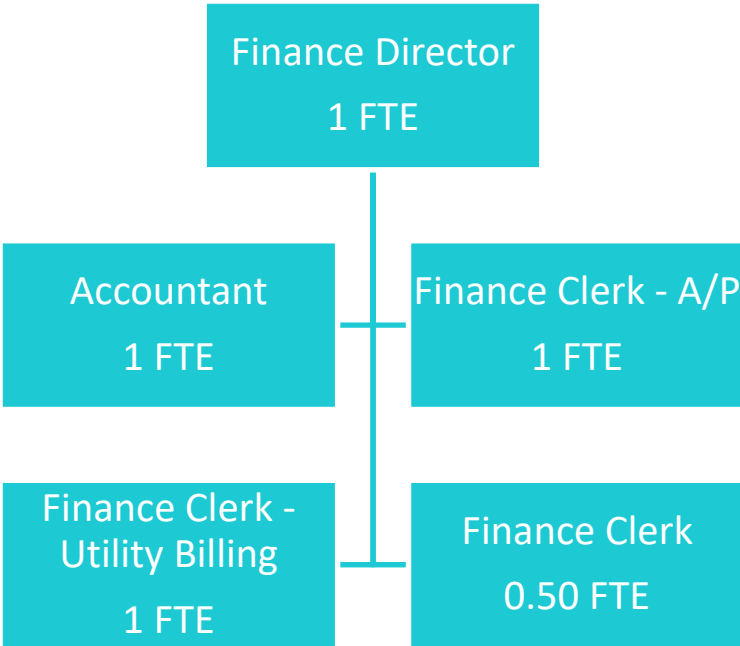 Finance Director
1 FTE
Accountant
1 FTE
Finance Clerk - A/P
1 FTE
Finance Clerk -
Utility Billing
1 FTE
Finance Clerk
0.50 FTE